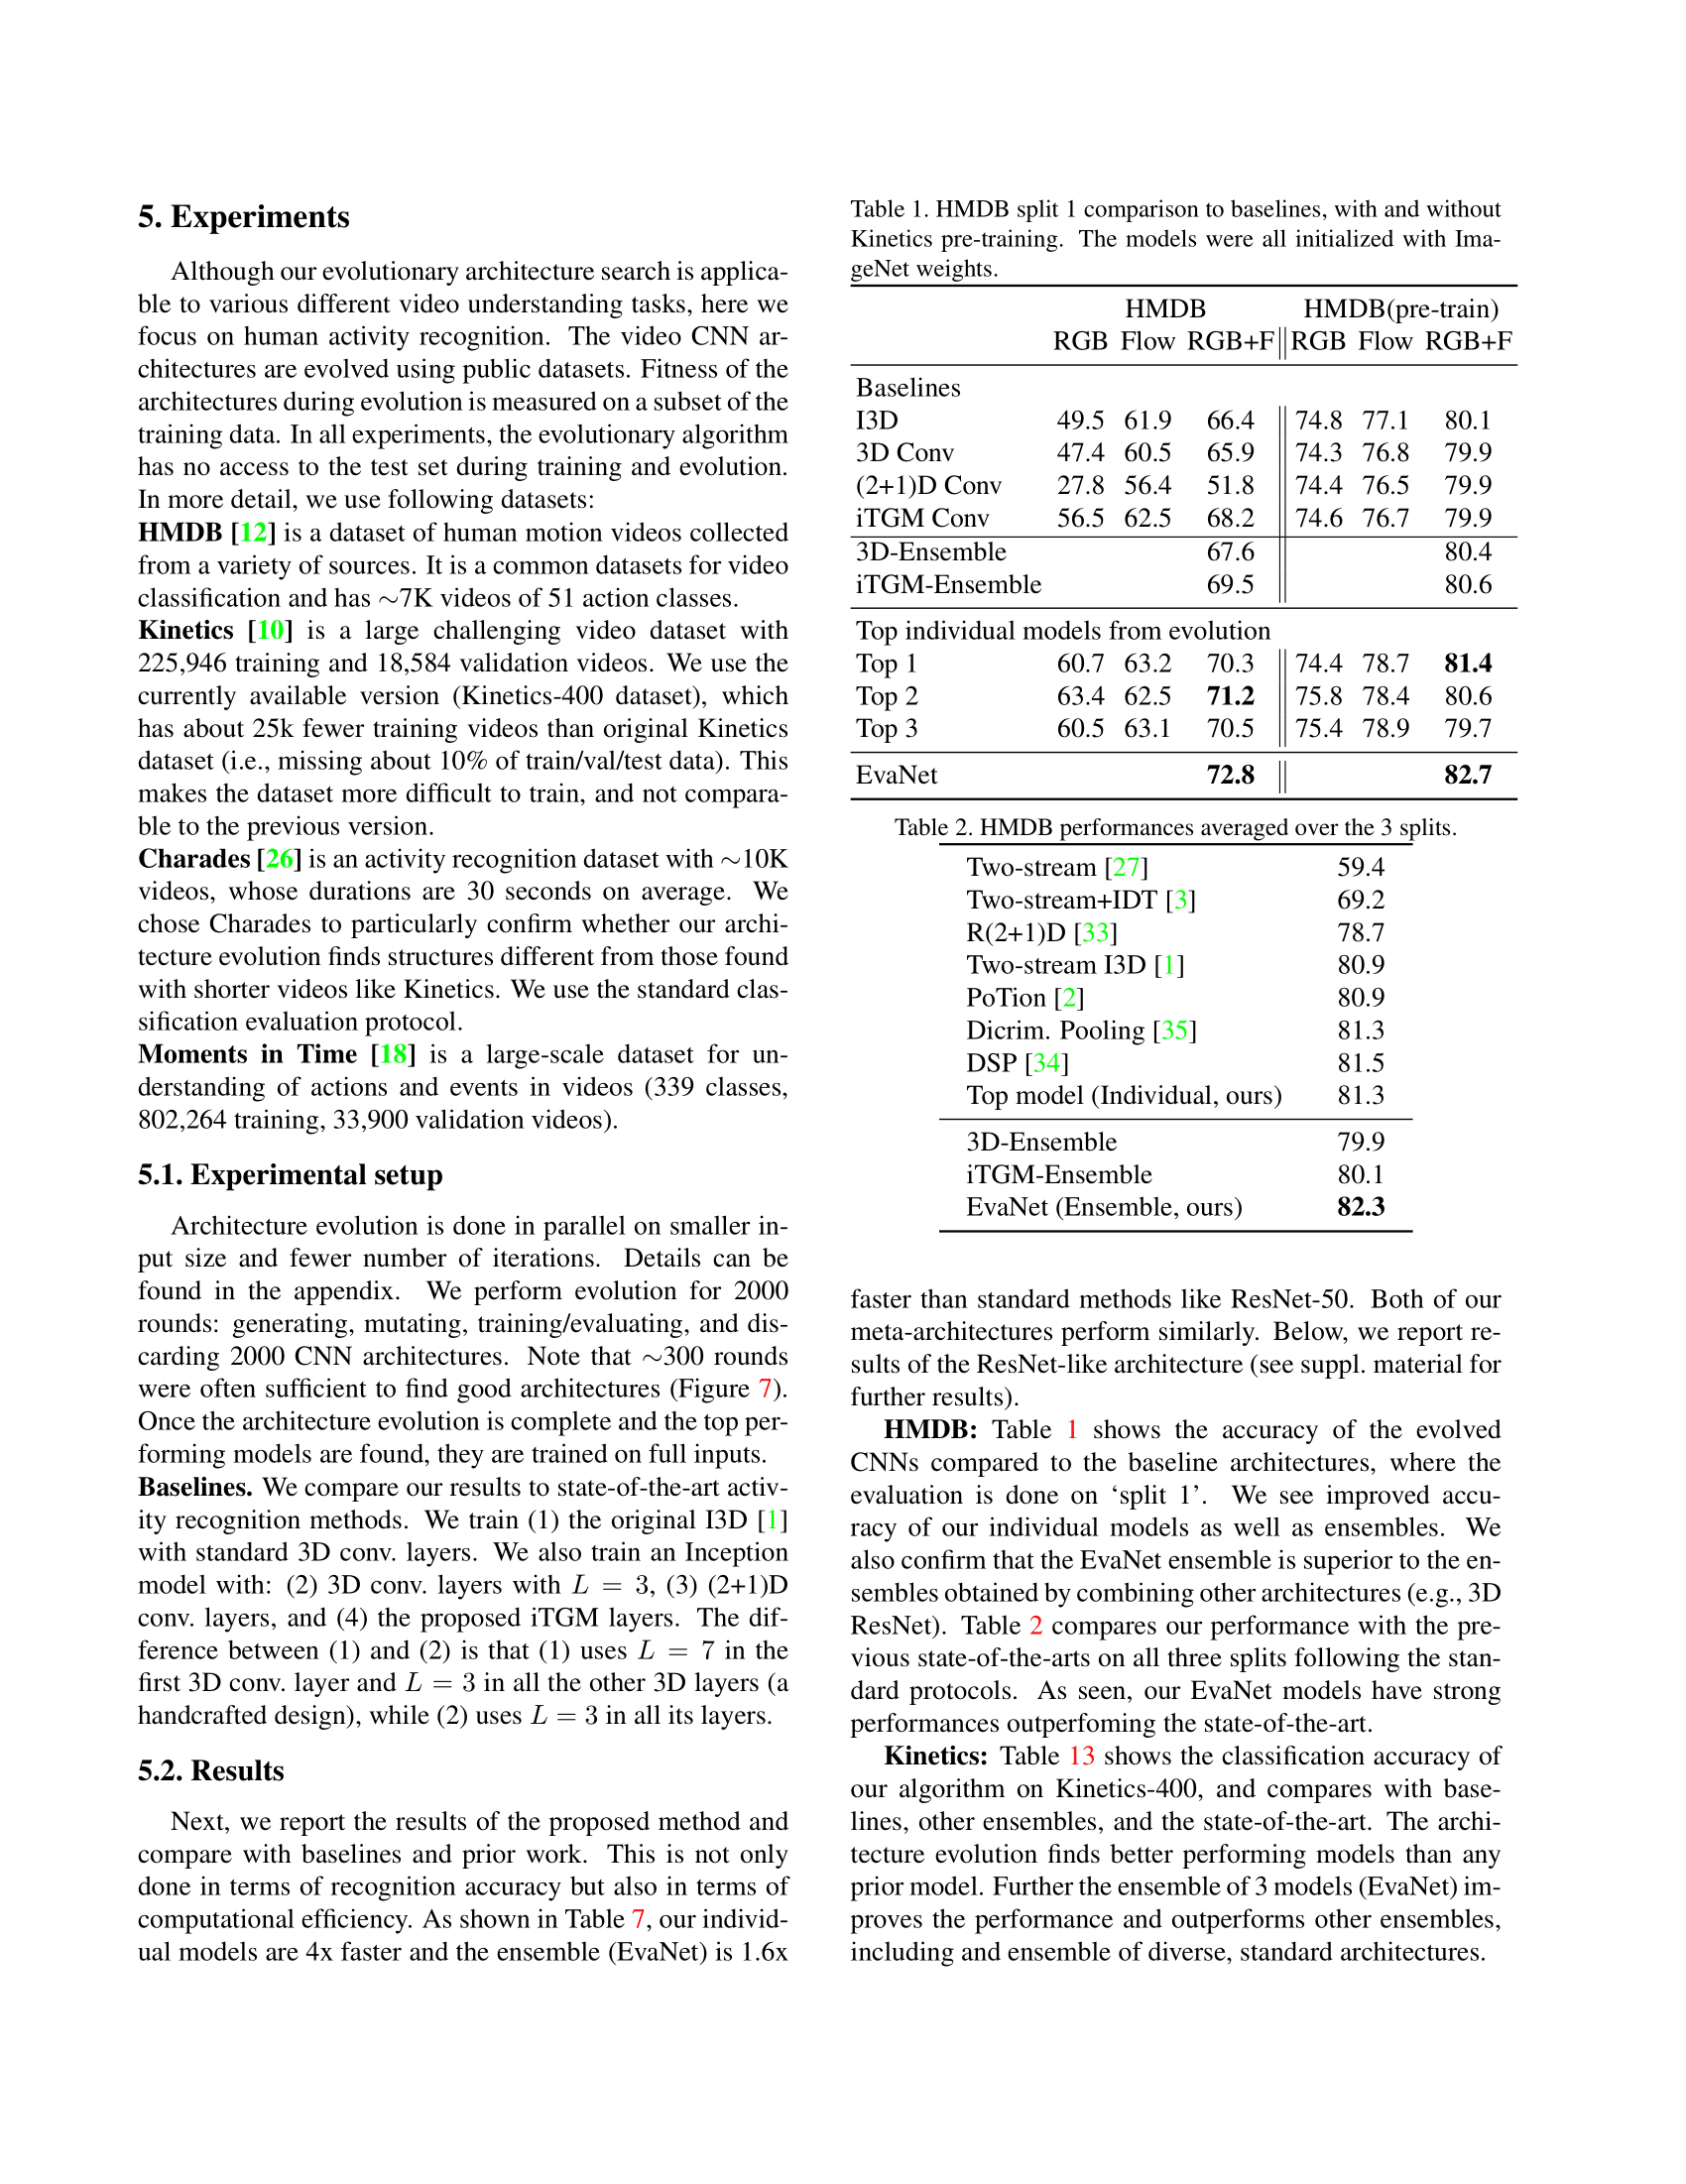 5. Experiments
Although our evolutionary architecture search is applica-
ble to various different video understanding tasks, here we
focus on human activity recognition. The video CNN ar-
chitectures are evolved using public datasets. Fitness of the
architectures during evolution is measured on a subset of the
training data. In all experiments, the evolutionary algorithm
has no access to the test set during training and evolution.
In more detail, we use following datasets:
HMDB [12] is a dataset of human motion videos collected
from a variety of sources. It is a common datasets for video
classification and has ∼7K videos of 51 action classes.
Kinetics [10] is a large challenging video dataset with
225,946 training and 18,584 validation videos. We use the
currently available version (Kinetics-400 dataset), which
has about 25k fewer training videos than original Kinetics
dataset (i.e., missing about 10% of train/val/test data). This
makes the dataset more difficult to train, and not compara-
ble to the previous version.
Charades [26] is an activity recognition dataset with ∼10K
videos, whose durations are 30 seconds on average. We
chose Charades to particularly confirm whether our archi-
tecture evolution finds structures different from those found
with shorter videos like Kinetics. We use the standard clas-
sification evaluation protocol.
Moments in Time [18] is a large-scale dataset for un-
derstanding of actions and events in videos (339 classes,
802,264 training, 33,900 validation videos).
5.1. Experimental setup
Architecture evolution is done in parallel on smaller in-
put size and fewer number of iterations. Details can be
found in the appendix. We perform evolution for 2000
rounds: generating, mutating, training/evaluating, and dis-
carding 2000 CNN architectures. Note that ∼300 rounds
were often sufficient to find good architectures (Figure 7).
Once the architecture evolution is complete and the top per-
forming models are found, they are trained on full inputs.
Baselines. We compare our results to state-of-the-art activ-
ity recognition methods. We train (1) the original I3D [1]
with standard 3D conv. layers. We also train an Inception
model with: (2) 3D conv. layers with L = 3, (3) (2+1)D
conv. layers, and (4) the proposed iTGM layers. The dif-
ference between (1) and (2) is that (1) uses L = 7 in the
first 3D conv. layer and L = 3 in all the other 3D layers (a
handcrafted design), while (2) uses L = 3 in all its layers.
5.2. Results
Next, we report the results of the proposed method and
compare with baselines and prior work. This is not only
done in terms of recognition accuracy but also in terms of
computational efficiency. As shown in Table 7, our individ-
ual models are 4x faster and the ensemble (EvaNet) is 1.6x
Table 1. HMDB split 1 comparison to baselines, with and without
Kinetics pre-training. The models were all initialized with Ima-
geNet weights.
HMDB HMDB(pre-train)
RGB Flow RGB+F RGB Flow RGB+F
Baselines
I3D 49.5 61.9 66.4 74.8 77.1 80.1
3D Conv 47.4 60.5 65.9 74.3 76.8 79.9
(2+1)D Conv 27.8 56.4 51.8 74.4 76.5 79.9
iTGM Conv 56.5 62.5 68.2 74.6 76.7 79.9
3D-Ensemble 67.6 80.4
iTGM-Ensemble 69.5 80.6
Top individual models from evolution
Top 1 60.7 63.2 70.3 74.4 78.7 81.4
Top 2 63.4 62.5 71.2 75.8 78.4 80.6
Top 3 60.5 63.1 70.5 75.4 78.9 79.7
EvaNet 72.8 82.7
Table 2. HMDB performances averaged over the 3 splits.
Two-stream [27] 59.4
Two-stream+IDT [3] 69.2
R(2+1)D [33] 78.7
Two-stream I3D [1] 80.9
PoTion [2] 80.9
Dicrim. Pooling [35] 81.3
DSP [34] 81.5
Top model (Individual, ours) 81.3
3D-Ensemble 79.9
iTGM-Ensemble 80.1
EvaNet (Ensemble, ours) 82.3
faster than standard methods like ResNet-50. Both of our
meta-architectures perform similarly. Below, we report re-
sults of the ResNet-like architecture (see suppl. material for
further results).
HMDB: Table 1 shows the accuracy of the evolved
CNNs compared to the baseline architectures, where the
evaluation is done on ‘split 1’. We see improved accu-
racy of our individual models as well as ensembles. We
also confirm that the EvaNet ensemble is superior to the en-
sembles obtained by combining other architectures (e.g., 3D
ResNet). Table 2 compares our performance with the pre-
vious state-of-the-arts on all three splits following the stan-
dard protocols. As seen, our EvaNet models have strong
performances outperfoming the state-of-the-art.
Kinetics: Table 13 shows the classification accuracy of
our algorithm on Kinetics-400, and compares with base-
lines, other ensembles, and the state-of-the-art. The archi-
tecture evolution finds better performing models than any
prior model. Further the ensemble of 3 models (EvaNet) im-
proves the performance and outperforms other ensembles,
including and ensemble of diverse, standard architectures.